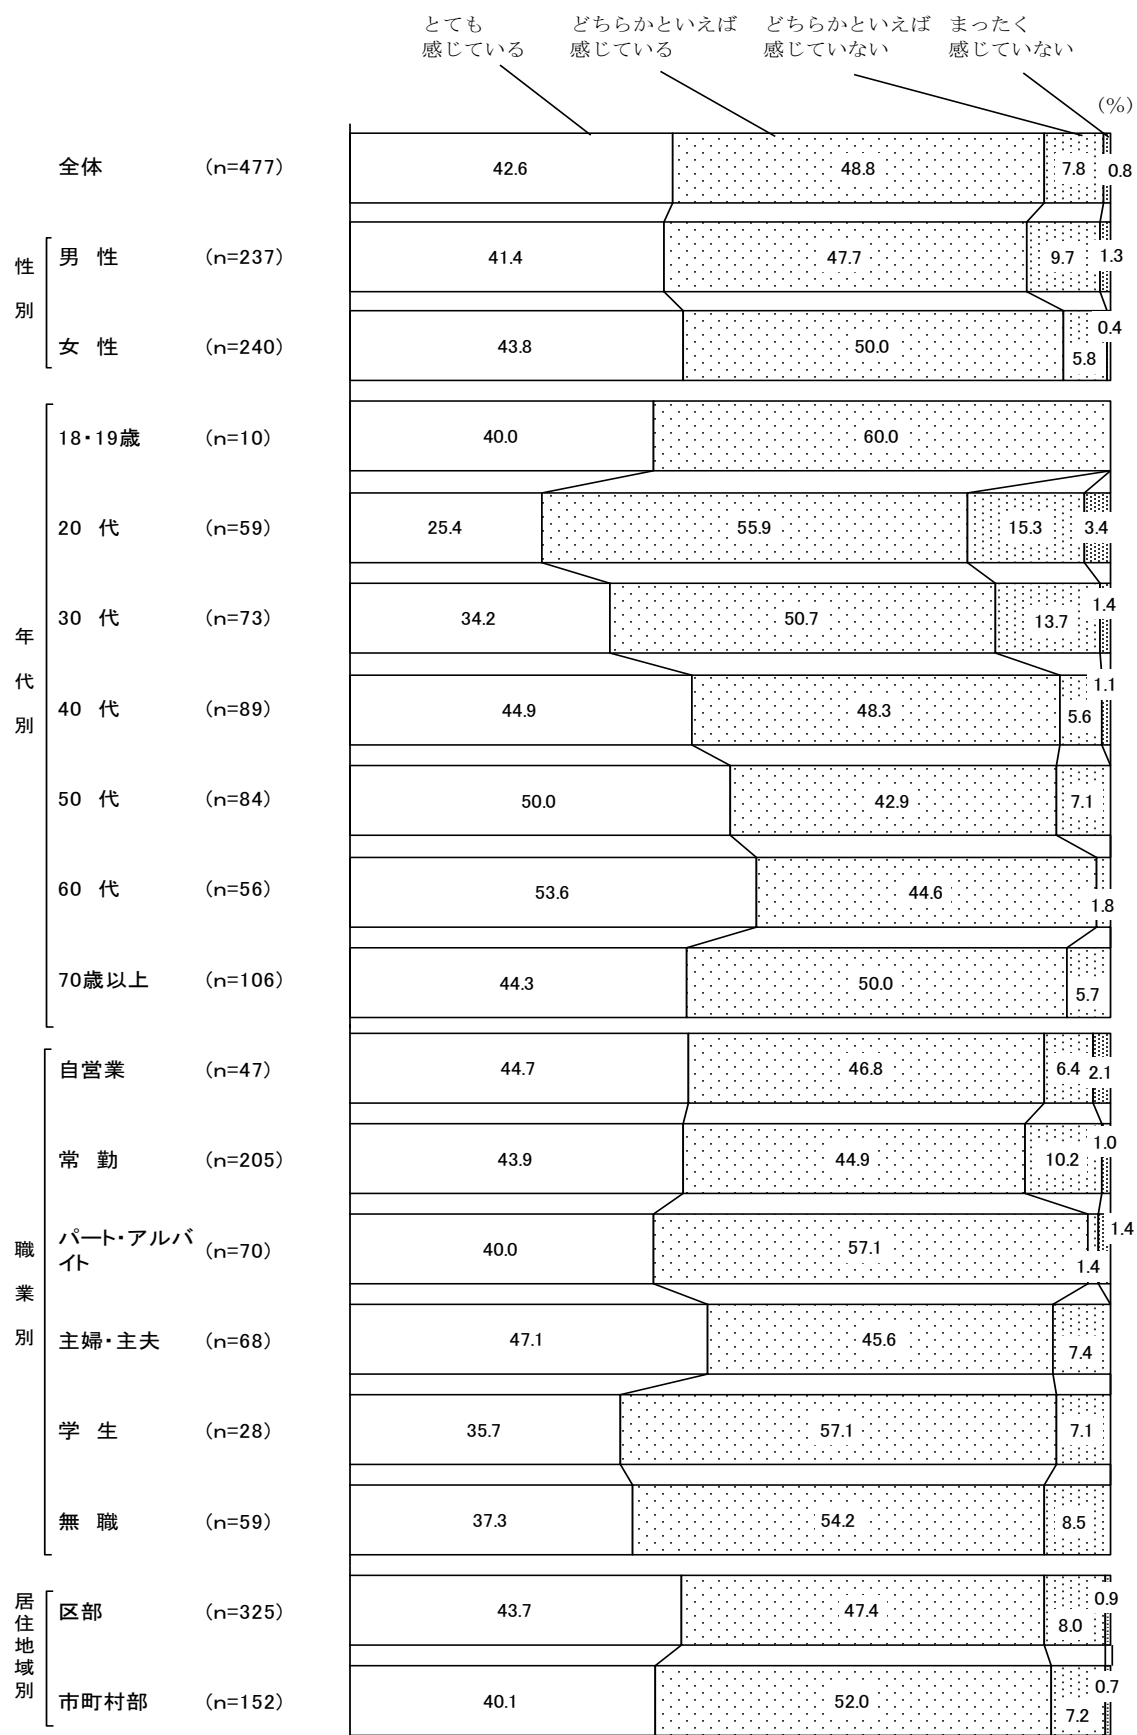 とても どちらかといえば どちらかといえば まったく
感じている 感じている 感じていない 感じていない
(%)
全体 (n=477) 42.6 48.8 7.8 0.8
性別
男 性 (n=237) 41.4 47.7 9.7 1.3
女 性 (n=240) 43.8 50.0 5.8 0.4
年代別
18・19歳 (n=10) 40.0 60.0
20 代 (n=59) 25.4 55.9 15.3 3.4
30 代 (n=73) 34.2 50.7 13.7 1.4
40 代 (n=89) 44.9 48.3 5.6 1.1
50 代 (n=84) 50.0 42.9 7.1
60 代 (n=56) 53.6 44.6 1.8
70歳以上 (n=106) 44.3 50.0 5.7
職業別
自営業 (n=47) 44.7 46.8 6.4 2.1
常 勤 (n=205) 43.9 44.9 10.2 1.0
パート・アルバ
イト (n=70) 40.0 57.1 1.4 1.4
主婦・主夫 (n=68) 47.1 45.6 7.4
学 生 (n=28) 35.7 57.1 7.1
無 職 (n=59) 37.3 54.2 8.5
居住地域別
区部 (n=325) 43.7 47.4 8.0 0.9
市町村部 (n=152) 40.1 52.0 7.2 0.7